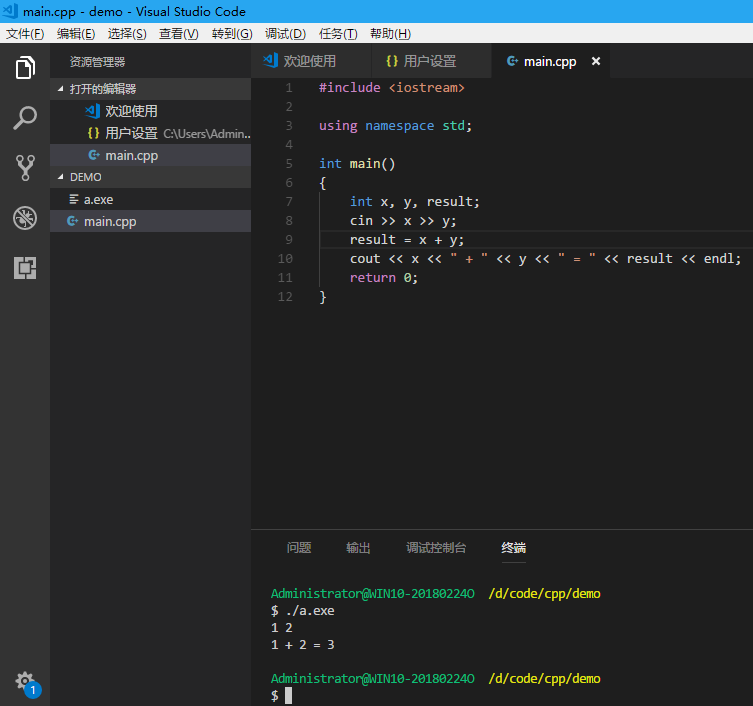 main.cpp - demo - Visual Studio Code
文件(F) 编辑(E) 选择(S) 查看(V) 转到(G) 调试(D) 任务(T) 帮助(H)
资源管理器
打开的编辑器
欢迎使用
{} 用户设置 C:\Users\Admin...
main.cpp
DEMO
a.exe
main.cpp
欢迎使用 {} 用户设置 main.cpp ×
1 #include <iostream>
2
3 using namespace std;
4
5 int main()
6 {
7 int x, y, result;
8 cin >> x >> y;
9 result = x + y;
10 cout << x << " + " << y << " = " << result << endl;
11 return 0;
12 }
问题 输出 调试控制台 终端
Administrator@WIN10-20180224O /d/code/cpp/demo
$ ./a.exe
1 2
1 + 2 = 3
Administrator@WIN10-20180224O /d/code/cpp/demo
$
1